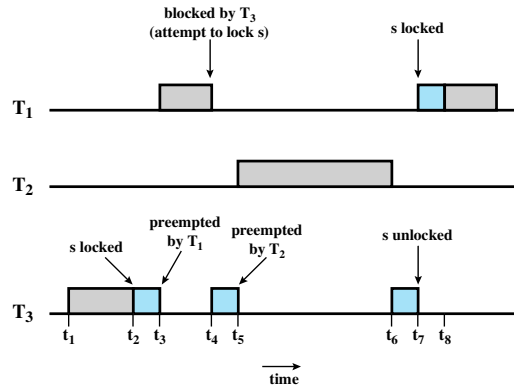 blocked by T3
(attempt to lock s)
s locked
T1
T2
s locked
preempted
by T1
preempted
by T2
s unlocked
T3
t1 t2 t3 t4 t5 t6 t7 t8
time